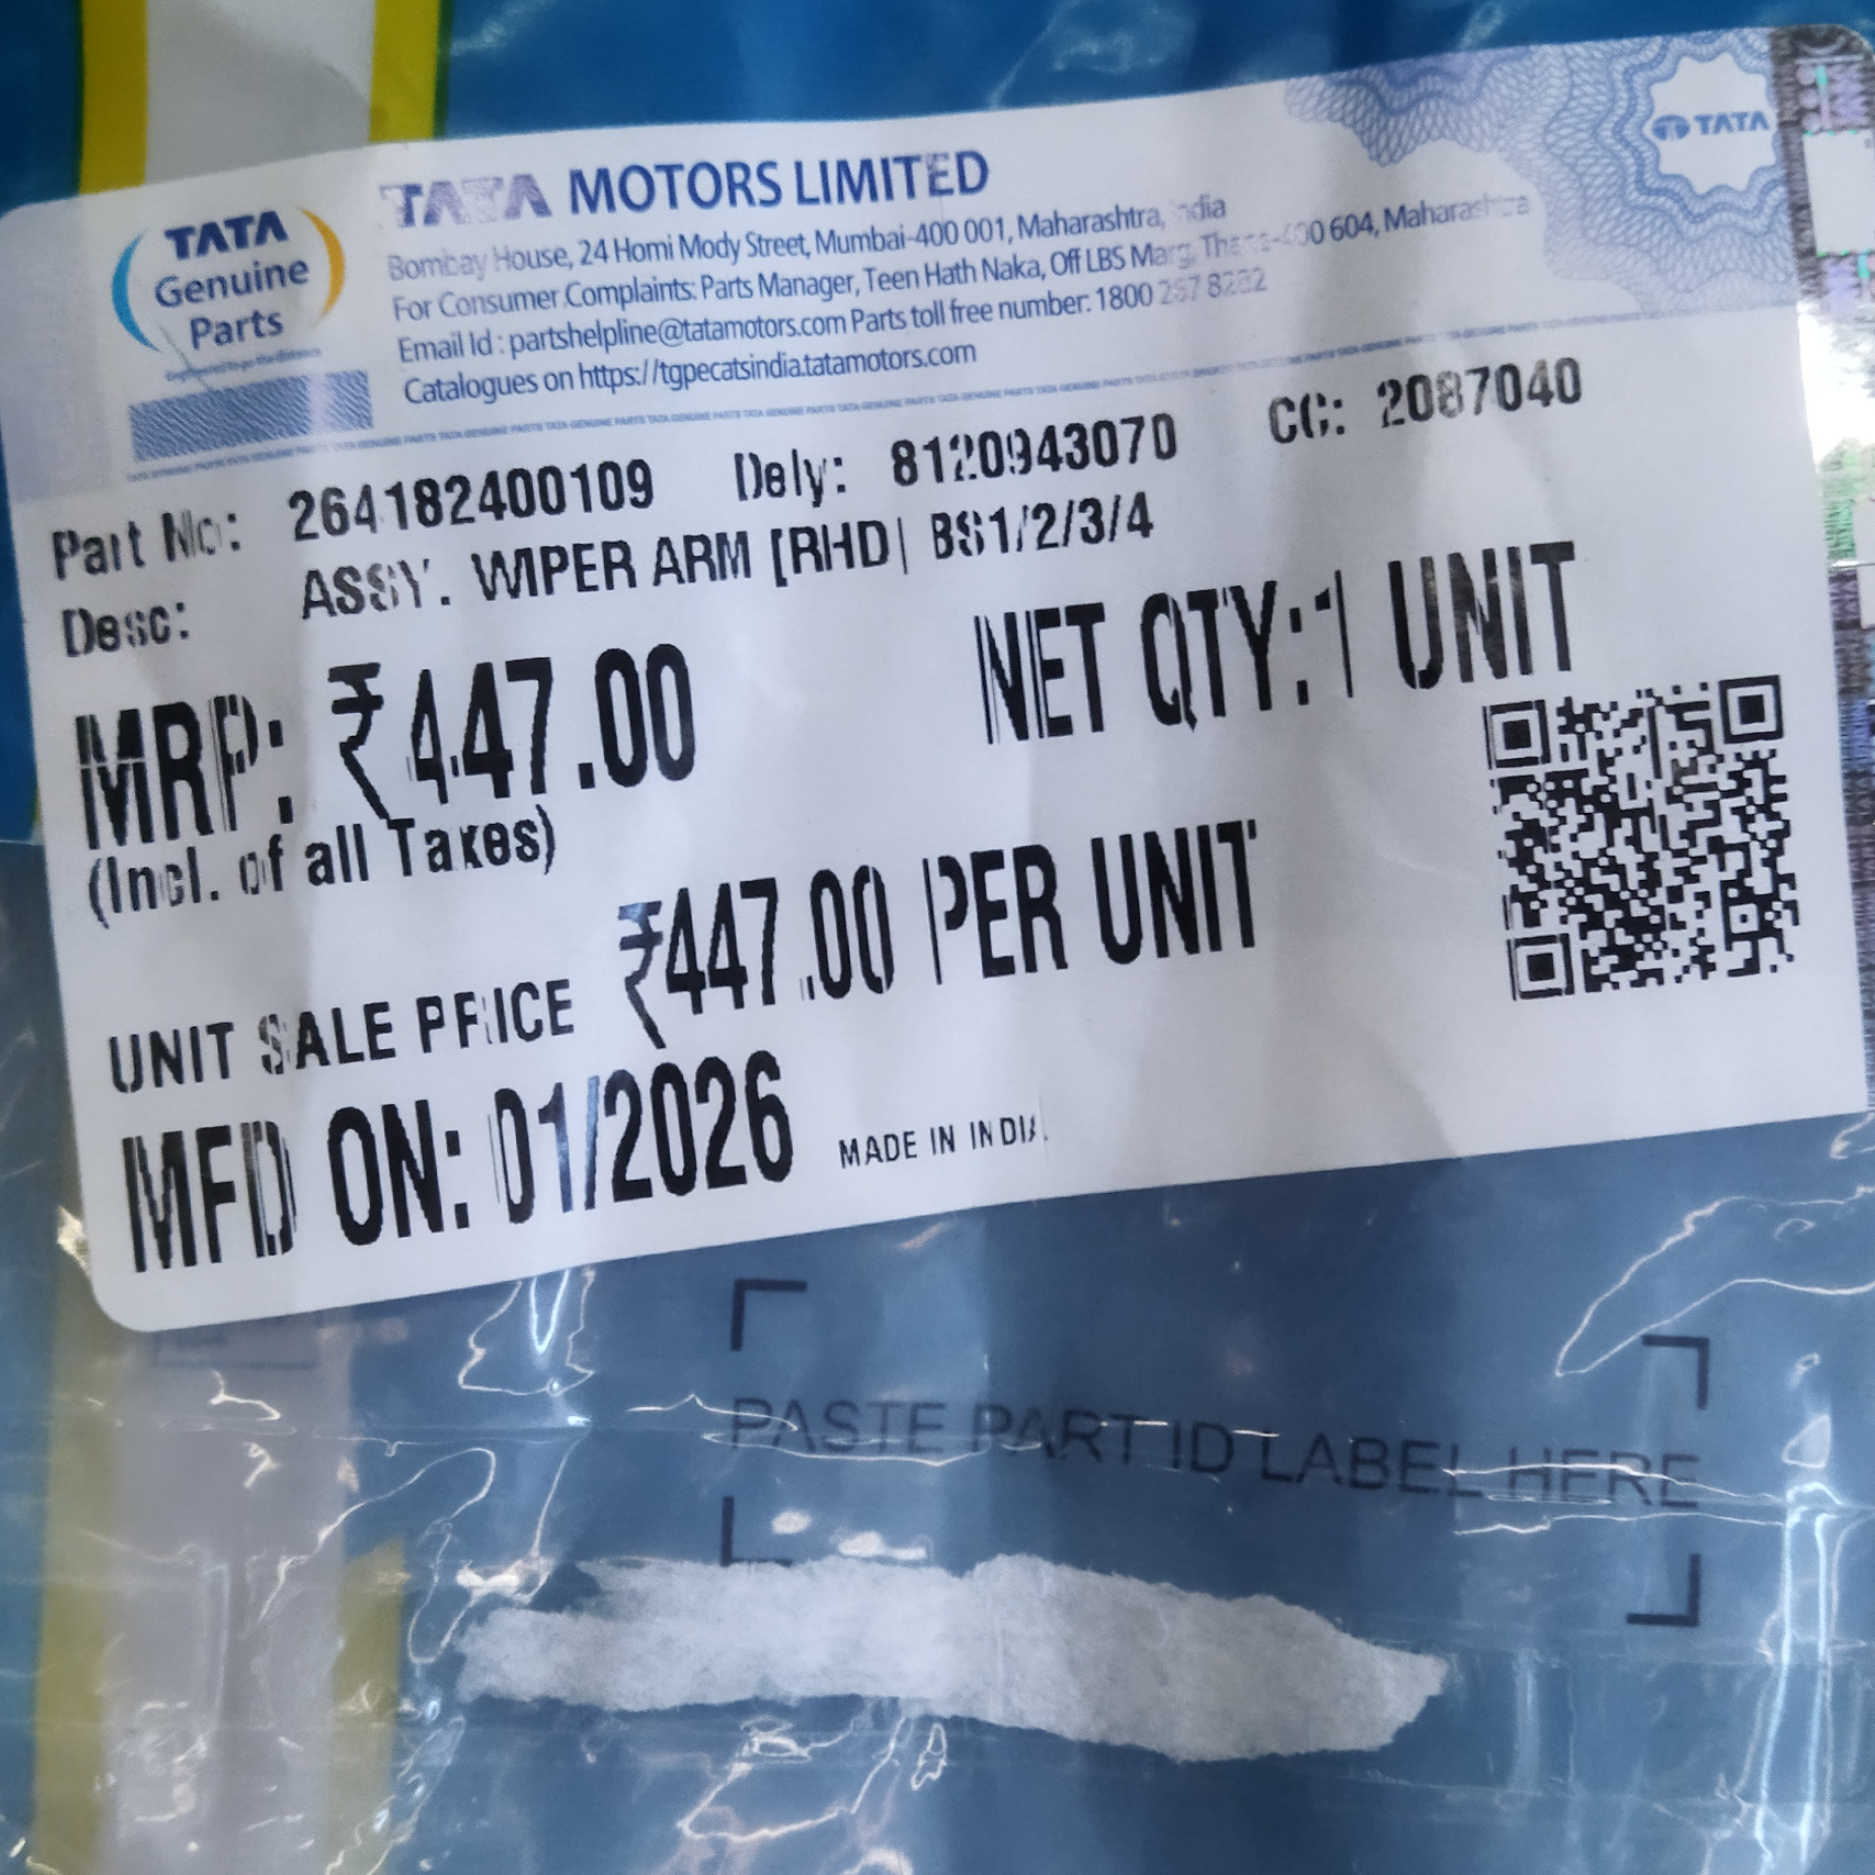 TATA
Genuine
Parts
TATA MOTORS LIMITED
Bombay House, 24 Homi Mody Street, Mumbai-400 001, Maharashtra, India
For Consumer Complaints: Parts Manager, Teen Hath Naka, Off LBS Marg, Thane-400 604, Maharashtra
Email Id : partshelpline@tatamotors.com Parts toll free number: 1800
Catalogues on https://tgpecatsindia.tatamotors.com
TATA
Part No: 264182400109 Dely: 8120943070 CC: 2087040
Desc: ASSY. WIPER ARM [RHD] BS1/2/3/4
MRP: ₹447.00 NET QTY:1 UNIT
(Incl. of all Taxes)
UNIT SALE PRICE ₹447.00 PER UNIT
MFD ON: 01/2026 MADE IN INDIA.
PASTE PART ID LABEL HERE